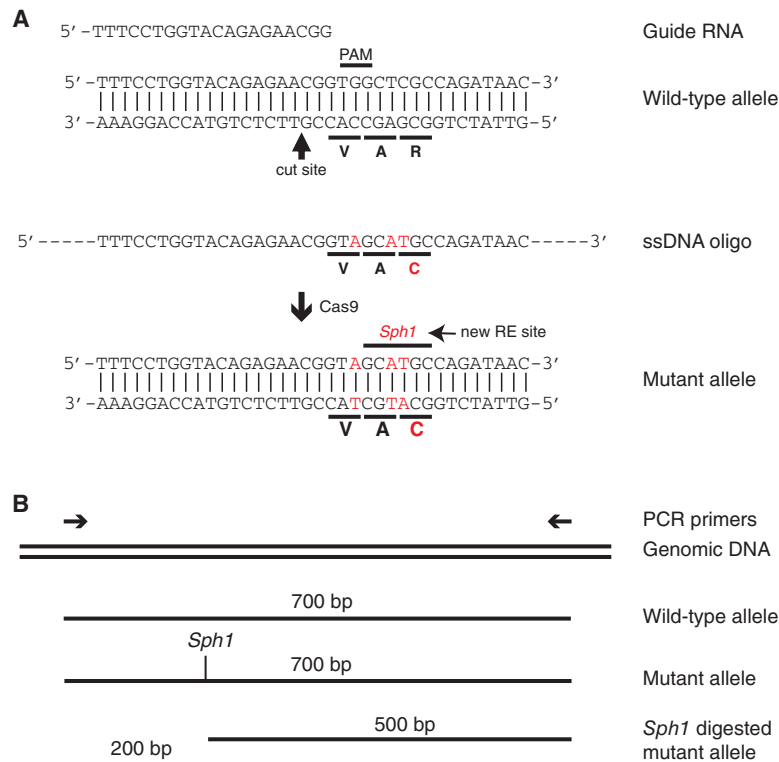 A
5′-TTTCCTGGTACAGAGAACGG Guide RNA
PAM
5′-TTTCCTGGTACAGAGAACGGTGGCTCGCCAGATAAC-3′
Wild-type allele
3′-AAAGGACCATGTCTCTTGCCACCGAGCGGTCTATTG-5′
V A R
cut site
5′-----TTTCCTGGTACAGAGAACGGTAGCATGCCAGATAAC-----3′ ssDNA oligo
V A C
Cas9
Sph1 new RE site
5′-TTTCCTGGTACAGAGAACGGTAGCATGCCAGATAAC-3′
Mutant allele
3′-AAAGGACCATGTCTCTTGCCATCGTACGGTCTATTG-5′
V A C
B
PCR primers
Genomic DNA
700 bp
Wild-type allele
Sph1
700 bp
Mutant allele
500 bp
200 bp
Sph1 digested
mutant allele